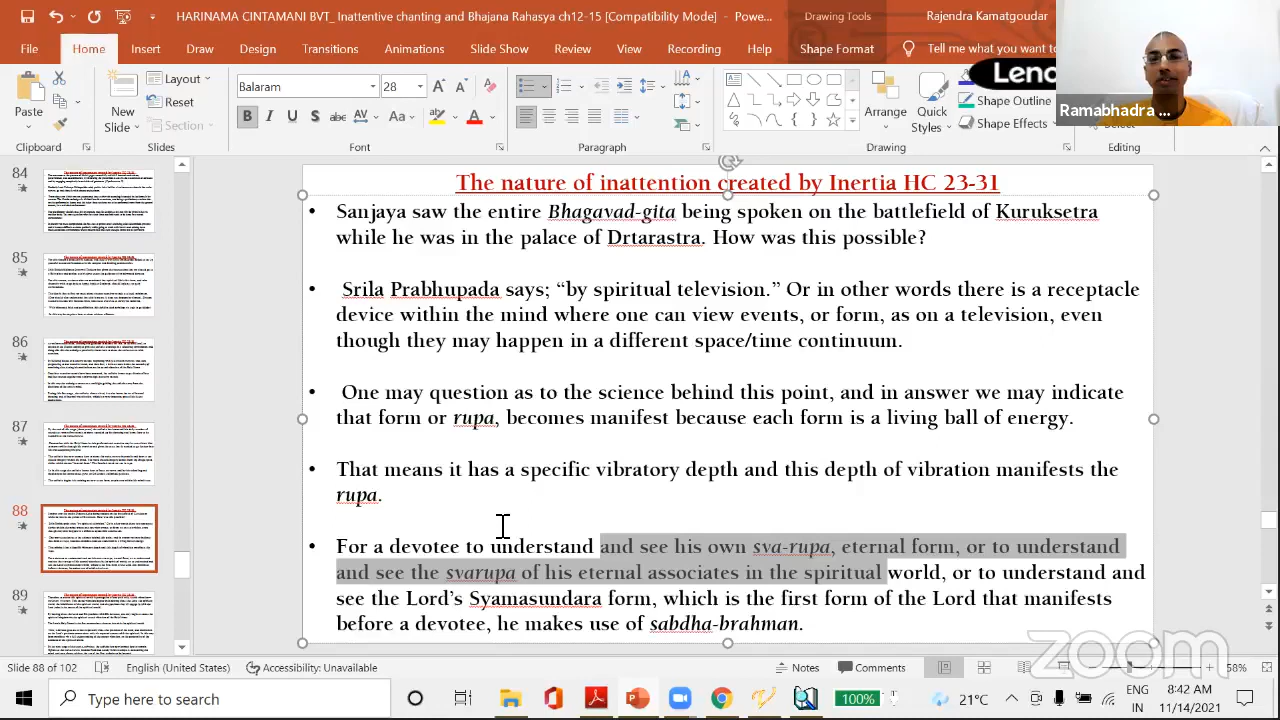 HARINAMA CINTAMANI BVT_ Inattentive chanting and Bhajana Rahasya ch12-15 [Compatibility Mode] - Powe...
Drawing Tools
Rajendra Kamatgoudar
File Home Insert Draw Design Transitions Animations Slide Show Review View Recording Help Shape Format Tell me what you want to
Paste
New Slide
Layout
Reset
Section
Balaram
28
B I U S abc AV Aa A
Arrange
Quick Styles
Shape Outline
Shape Effects
Clipboard Slides Font Paragraph Drawing Editing
Leno
Ramabhadra ...
84
85
86
87
88
89
The nature of inattention created by inertia HC
• Sanjaya saw the entire Bhagavad-gita being spoken on the battlefield of Kuruksetra
while he was in the palace of Drtarastra. How was this possible?
• Srila Prabhupada says: “by spiritual television.” Or in other words there is a receptacle
device within the mind where one can view events, or form, as on a television, even
though they may happen in a different space/time continuum.
• One may question as to the science behind this point, and in answer we may indicate
that form or rupa, becomes manifest because each form is a living ball of energy.
• That means it has a specific vibratory depth and the depth of vibration manifests the
rupa.
• For a devotee to understand and see his own sva-rupa, eternal form, or to understand
and see the svarupa of his eternal associates in the spiritual world, or to understand and
see the Lord's Syamasundara form, which is the last form of the Lord that manifests
before a devotee, he makes use of sabdha-brahman.
zoom
Slide 88 of 102
English (United States)
Accessibility: Unavailable
Notes
Comments
58%
Type here to search
100%
21°C
ENG
IN
8:42 AM
11/14/2021